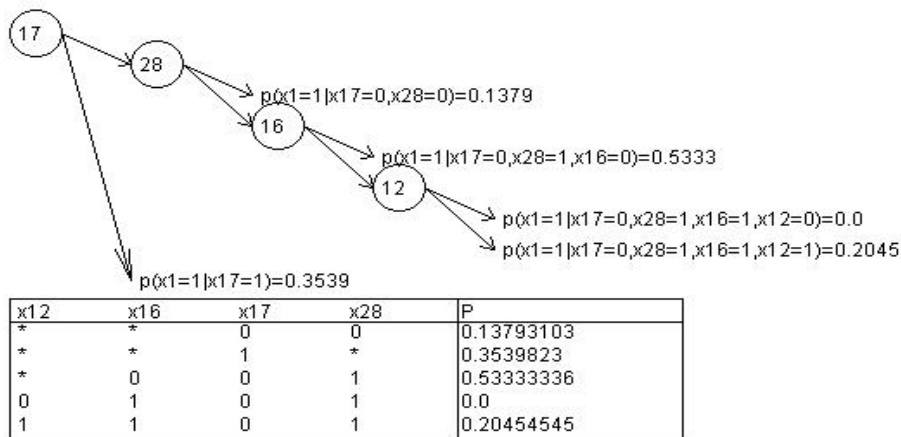 17
28
p(x1=1|x17=0,x28=0)=0.1379
16
p(x1=1|x17=0,x28=1,x16=0)=0.5333
12
p(x1=1|x17=0,x28=1,x16=1,x12=0)=0.0
p(x1=1|x17=0,x28=1,x16=1,x12=1)=0.2045
p(x1=1|x17=1)=0.3539
x12 x16 x17 x28 P
* * 0 0 0.13793103
* * 1 * 0.3539823
* 0 0 1 0.53333336
0 1 0 1 0.0
1 1 0 1 0.20454545